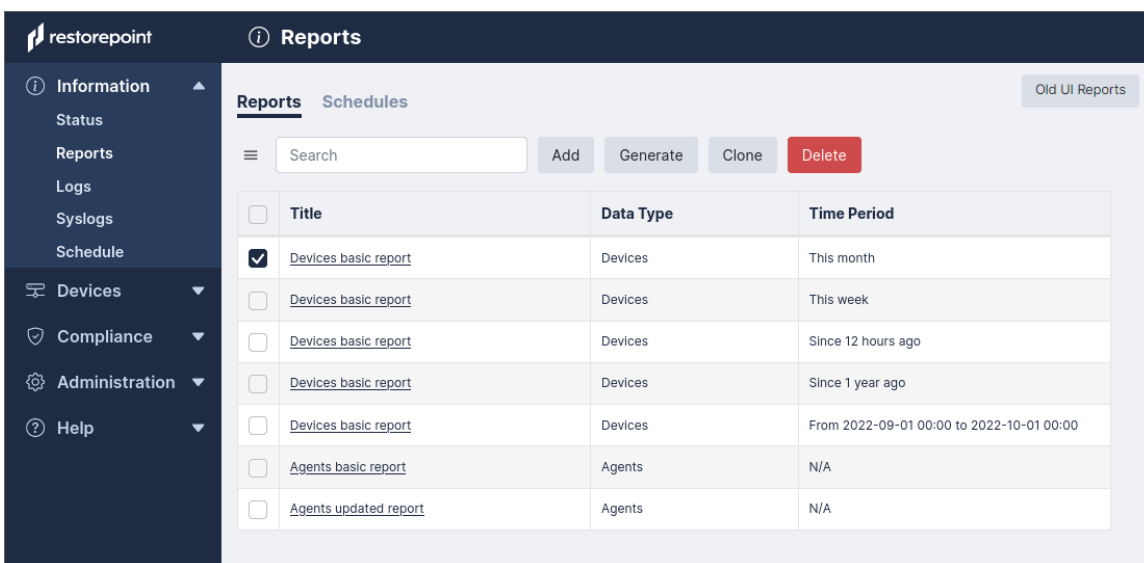 restorepoint
Reports
Information
Status
Reports
Logs
Syslogs
Schedule
Devices
Compliance
Administration
Help
Reports Schedules
Old UI Reports
Search Add Generate Clone Delete
Title Data Type Time Period
Devices basic report Devices This month
Devices basic report Devices This week
Devices basic report Devices Since 12 hours ago
Devices basic report Devices Since 1 year ago
Devices basic report Devices From 2022-09-01 00:00 to 2022-10-01 00:00
Agents basic report Agents N/A
Agents updated report Agents N/A